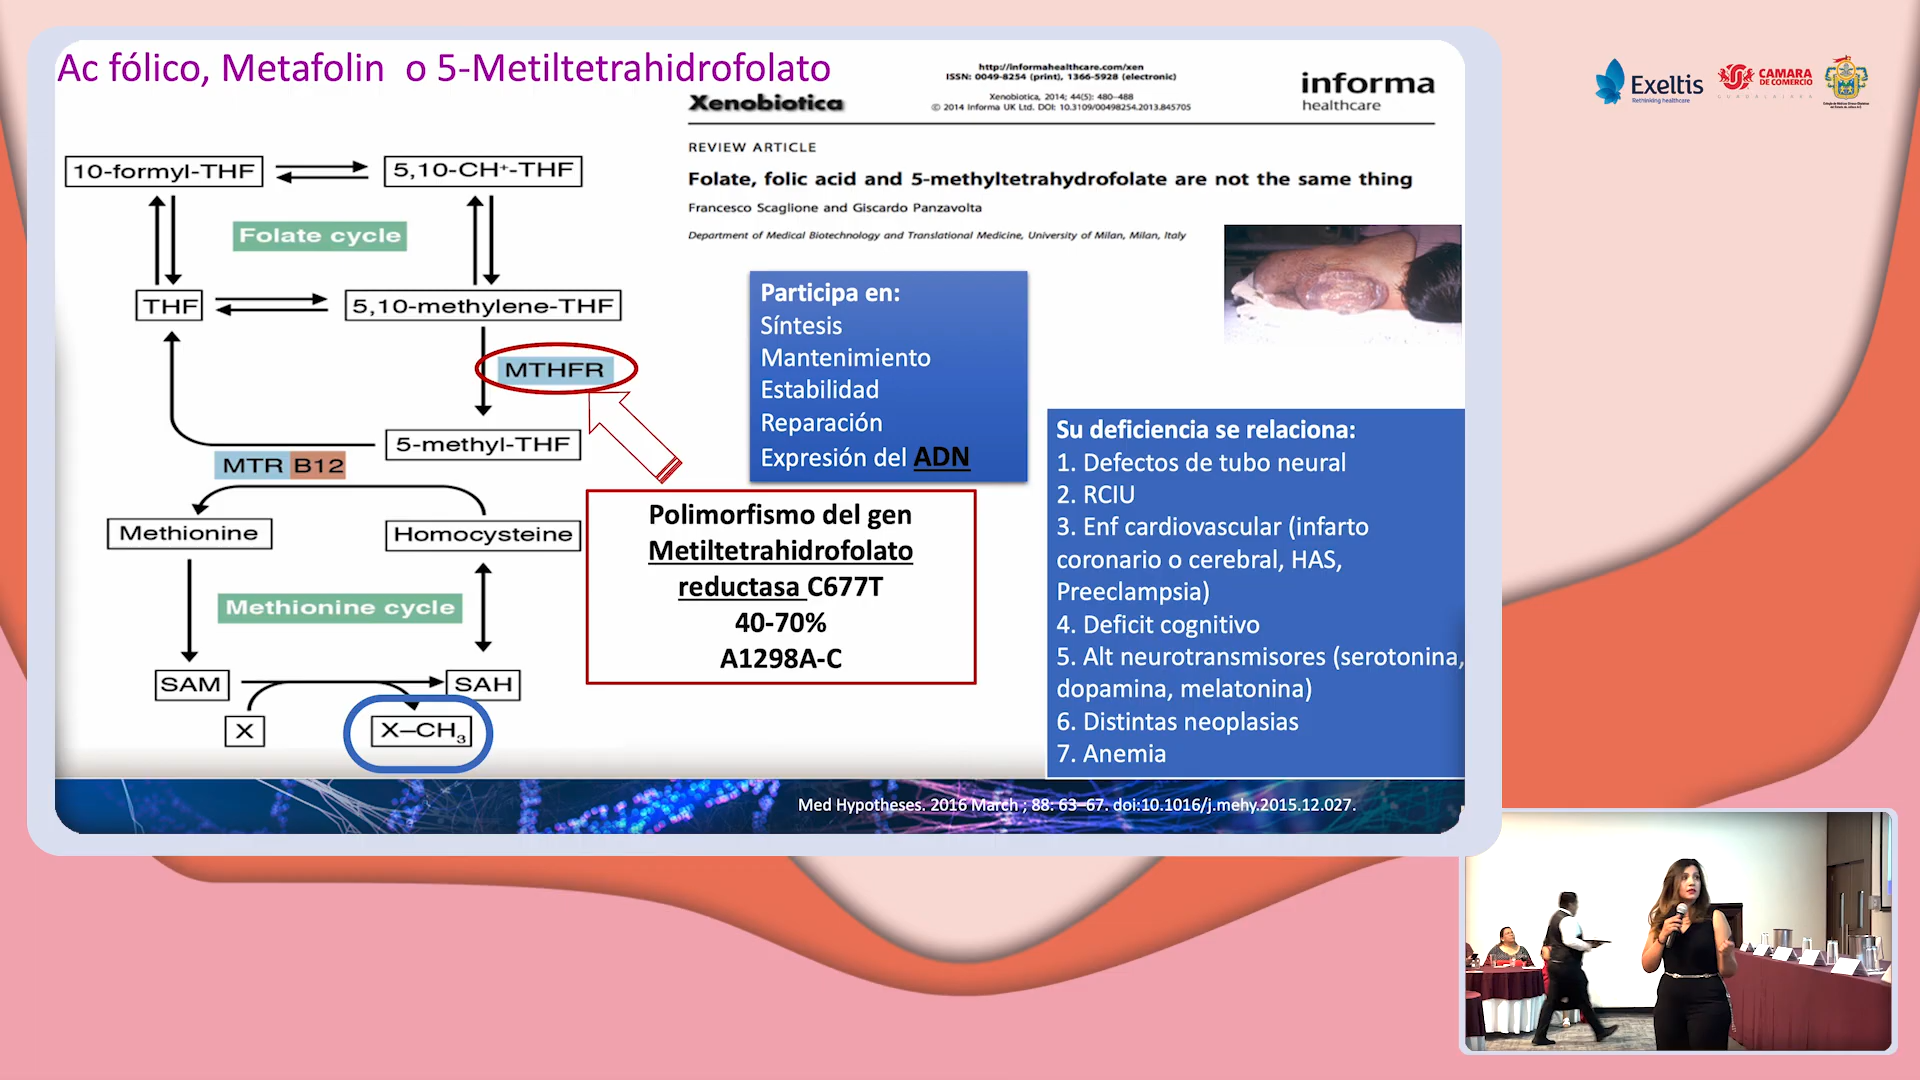 Ac fólico, Metafolin o 5-Metiltetrahidrofolato
http://informahealthcare.com/xen
ISSN: 0049-8254 (print), 1366-5928 (electronic)
Xenobiotica
Xenobiotica, 2014; 44(5): 480–488
© 2014 Informa UK Ltd. DOI: 10.3109/00498254.2013.845705
informa
healthcare
REVIEW ARTICLE
Folate, folic acid and 5-methyltetrahydrofolate are not the same thing
Francesco Scaglione and Giscardo Panzavolta
Department of Medical Biotechnology and Translational Medicine, University of Milan, Milan, Italy
10-formyl-THF
5,10-CH⁺-THF
Folate cycle
THF
5,10-methylene-THF
MTHFR
5-methyl-THF
MTR B12
Methionine
Homocysteine
Methionine cycle
SAM
SAH
X
X–CH₃
Participa en:
Síntesis
Mantenimiento
Estabilidad
Reparación
Expresión del ADN
Polimorfismo del gen
Metiltetrahidrofolato
reductasa C677T
40-70%
A1298A-C
Su deficiencia se relaciona:
1. Defectos de tubo neural
2. RCIU
3. Enf cardiovascular (infarto
coronario o cerebral, HAS,
Preeclampsia)
4. Deficit cognitivo
5. Alt neurotransmisores (serotonina,
dopamina, melatonina)
6. Distintas neoplasias
7. Anemia
Med Hypotheses. 2016 March ; 88: 63–67. doi:10.1016/j.mehy.2015.12.027.
Exeltis
Rethinking healthcare
CAMARA
DE COMERCIO
GUADALAJARA